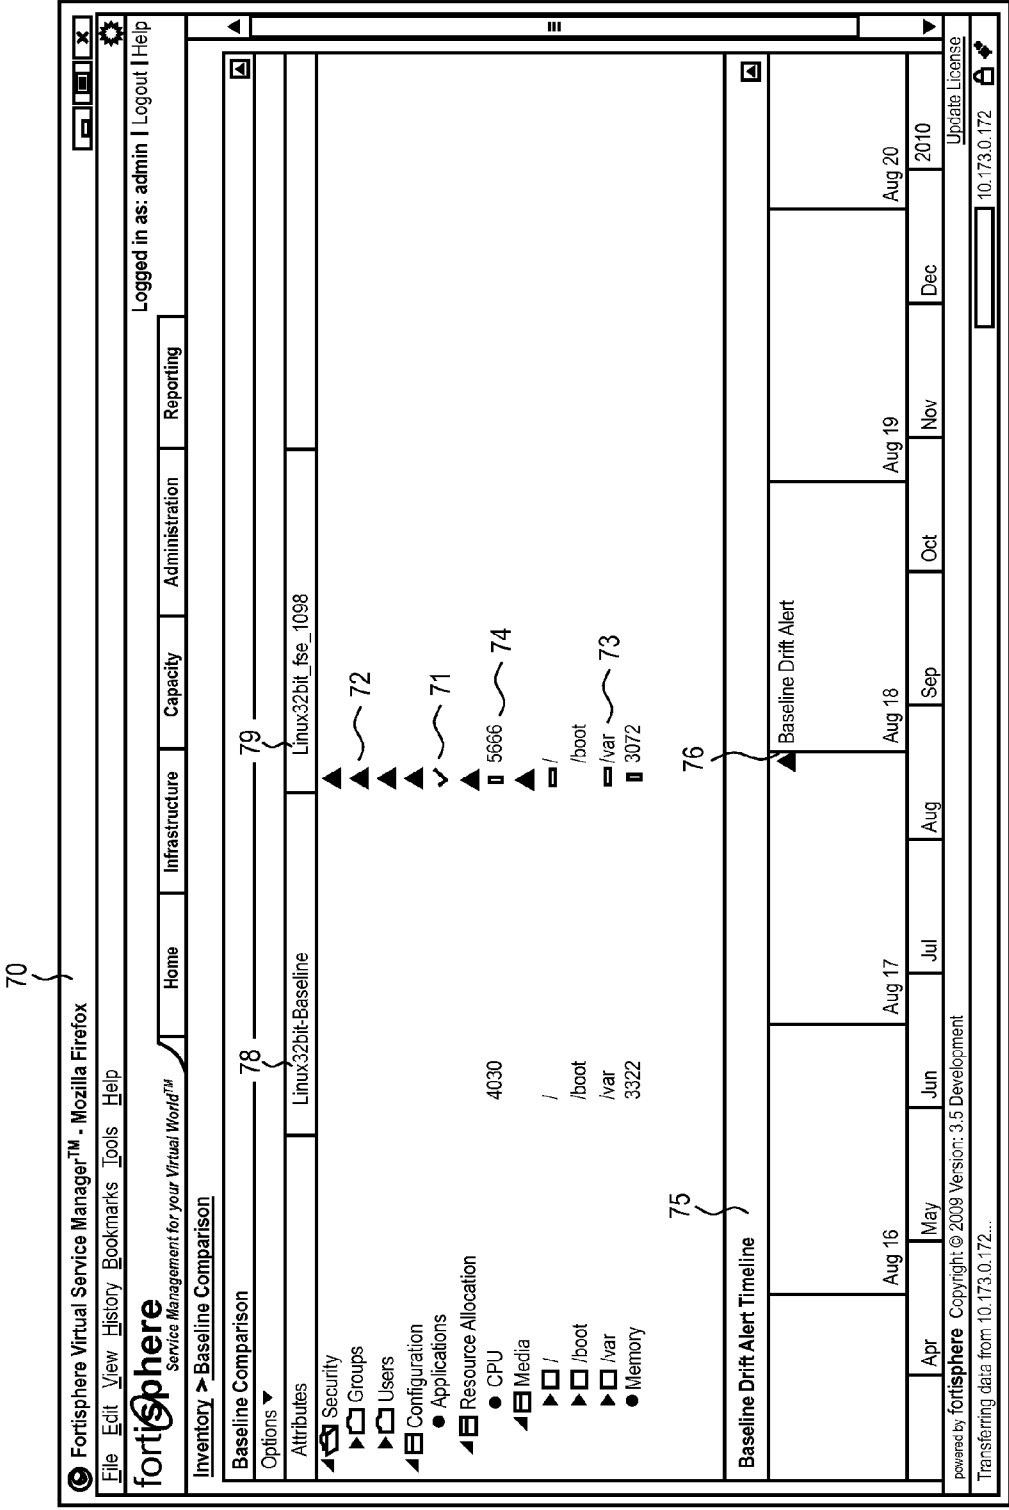 70
Fortisphere Virtual Service Manager™ - Mozilla Firefox
File Edit View History Bookmarks Tools Help
fortisphere
Service Management for your Virtual World™
Logged in as: admin | Logout | Help
Home Infrastructure Capacity Administration Reporting
Inventory > Baseline Comparison
Baseline Comparison
Options ▼
78 79
Attributes Linux32bit-Baseline Linux32bit_fse_1098
Security
Groups 72
Users
Configuration
Applications 71
Resource Allocation
CPU 4030 5666 74
Media
/ / /
/boot /boot /boot
/var /var /var 73
Memory 3322 3072
75 76
Baseline Drift Alert Timeline
Baseline Drift Alert
Aug 16 Aug 17 Aug 18 Aug 19 Aug 20
Apr May Jun Jul Aug Sep Oct Nov Dec 2010
powered by fortisphere Copyright © 2009 Version: 3.5 Development Update License
Transferring data from 10.173.0.172... 10.173.0.172